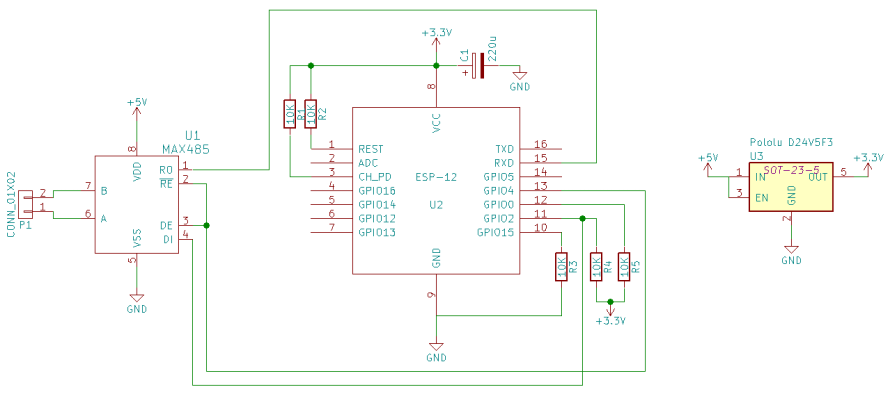 +3.3V
C1
220u
+
GND
8
VCC
10K
R1
10K
R2
+5V
U1
MAX485
8
VDD
RO
1
RE
2
DE
3
DI
4
7
B
6
A
VSS
5
GND
CONN_01X02
2
1
P1
1
REST
2
ADC
3
CH_PD
4
GPIO16
5
GPIO14
6
GPIO12
7
GPIO13
ESP-12
U2
TXD
16
RXD
15
GPIO5
14
GPIO4
13
GPIO0
12
GPIO2
11
GPIO15
10
GND
9
GND
10K
R3
10K
R4
10K
R5
+3.3V
Pololu D24V5F3
U3
SOT-23-5
+5V
1
IN
3
EN
OUT
5
+3.3V
GND
2
GND